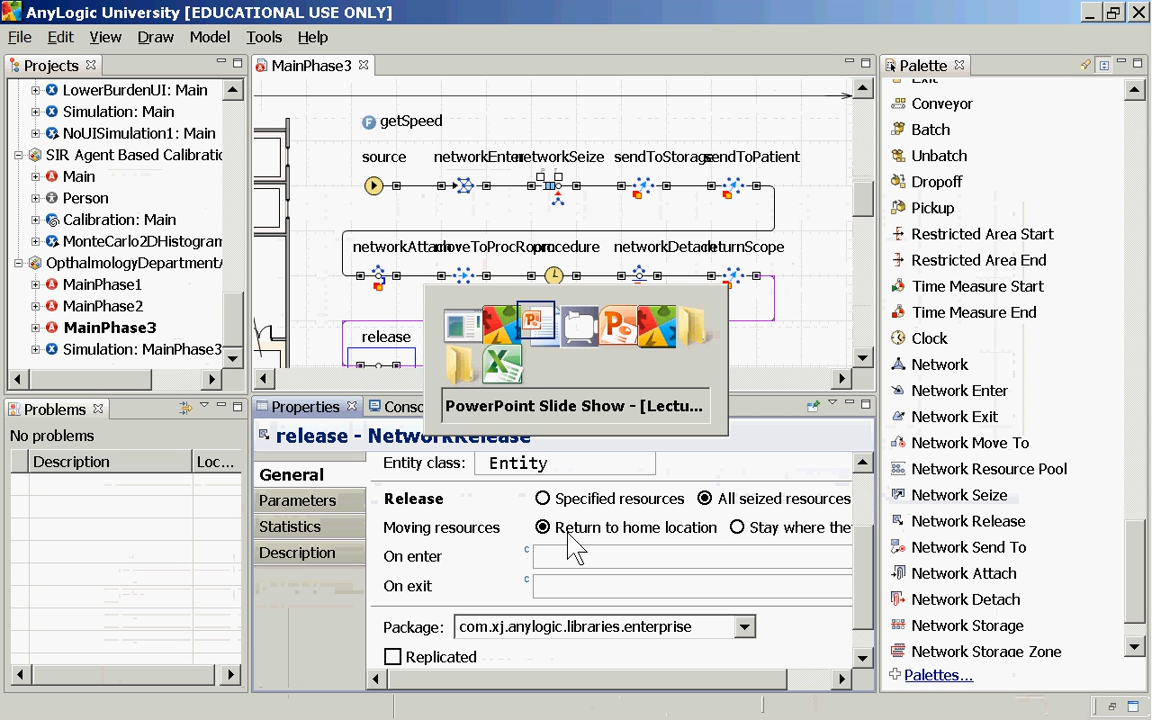 AnyLogic University [EDUCATIONAL USE ONLY]
File Edit View Draw Model Tools Help
Projects
LowerBurdenUI: Main
Simulation: Main
NoUISimulation1: Main
SIR Agent Based Calibratio
Main
Person
Calibration: Main
MonteCarlo2DHistogram
OpthalmologyDepartment
MainPhase1
MainPhase2
MainPhase3
Simulation: MainPhase3
Problems
No problems
Description Loc...
MainPhase3
getSpeed
source networkEnter networkSeize sendToStorage sendToPatient
networkAttach moveToProcRoom procedure networkDetach returnScope
release
PowerPoint Slide Show - [Lectu...
Properties Conso
release - NetworkRelease
General
Parameters
Statistics
Description
Entity class: Entity
Release Specified resources All seized resources
Moving resources Return to home location Stay where the
On enter
On exit
Package: com.xj.anylogic.libraries.enterprise
Replicated
Palette
Exit
Conveyor
Batch
Unbatch
Dropoff
Pickup
Restricted Area Start
Restricted Area End
Time Measure Start
Time Measure End
Clock
Network
Network Enter
Network Exit
Network Move To
Network Resource Pool
Network Seize
Network Release
Network Send To
Network Attach
Network Detach
Network Storage
Network Storage Zone
Palettes...